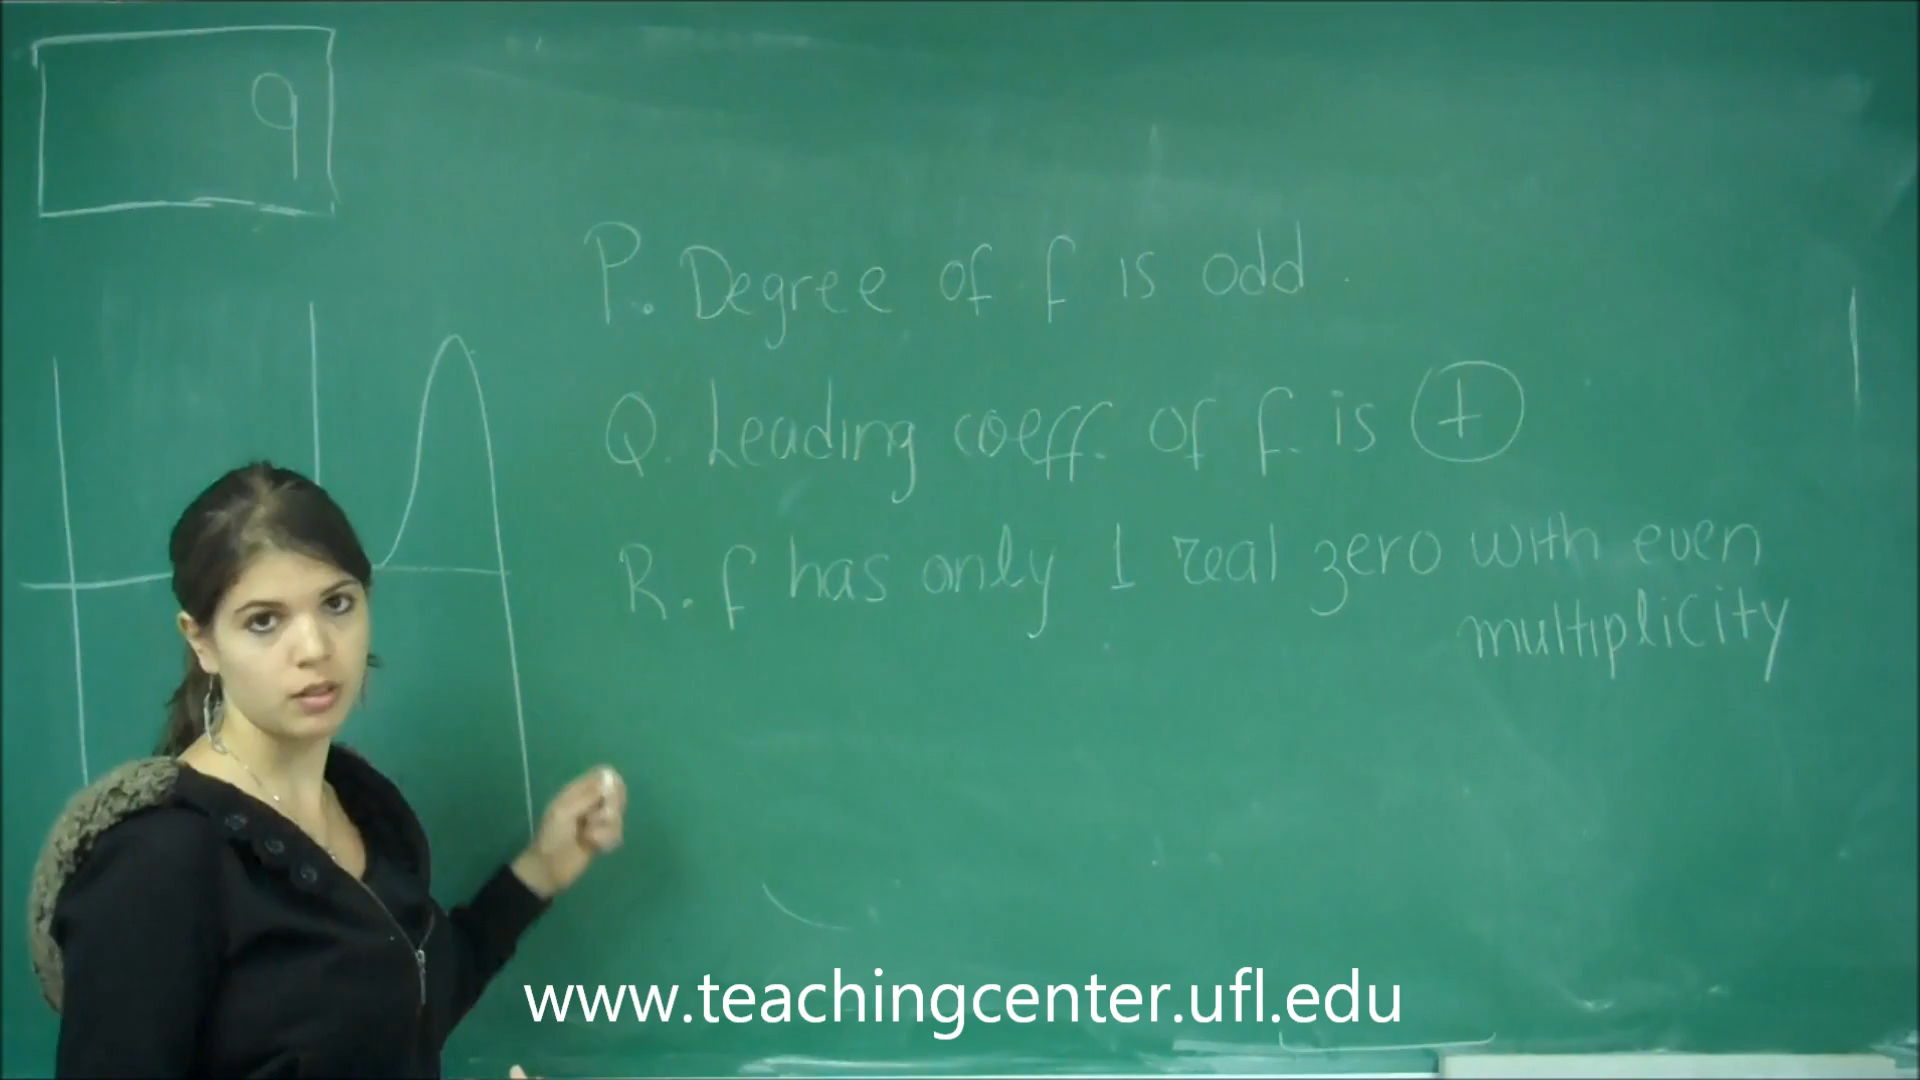 9
P. Degree of f is odd.
Q. Leading coeff. of f. is +
R. f has only 1 real zero with even
multiplicity
www.teachingcenter.ufl.edu